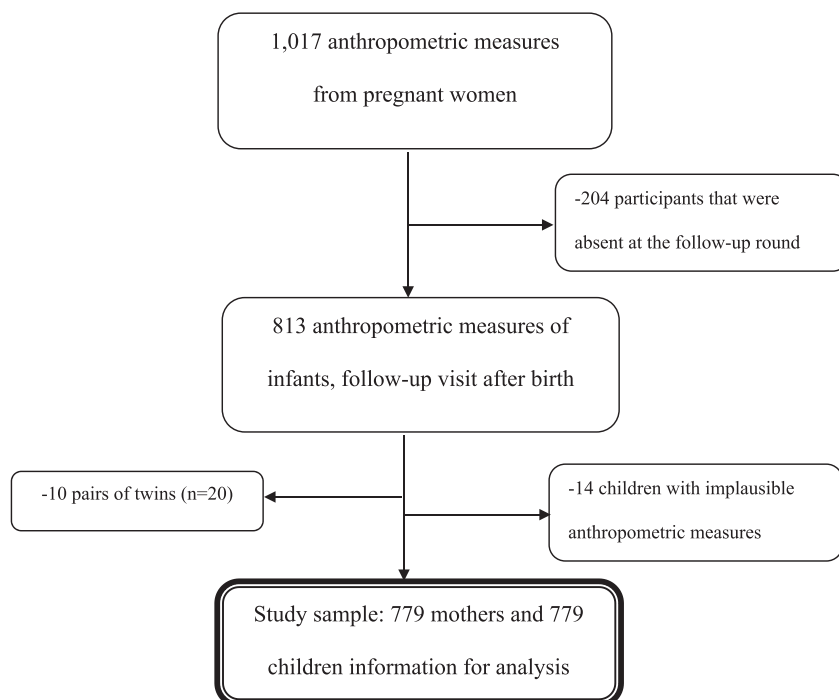 1,017 anthropometric measures
from pregnant women
-204 participants that were
absent at the follow-up round
813 anthropometric measures of
infants, follow-up visit after birth
-10 pairs of twins (n=20)
-14 children with implausible
anthropometric measures
Study sample: 779 mothers and 779
children information for analysis